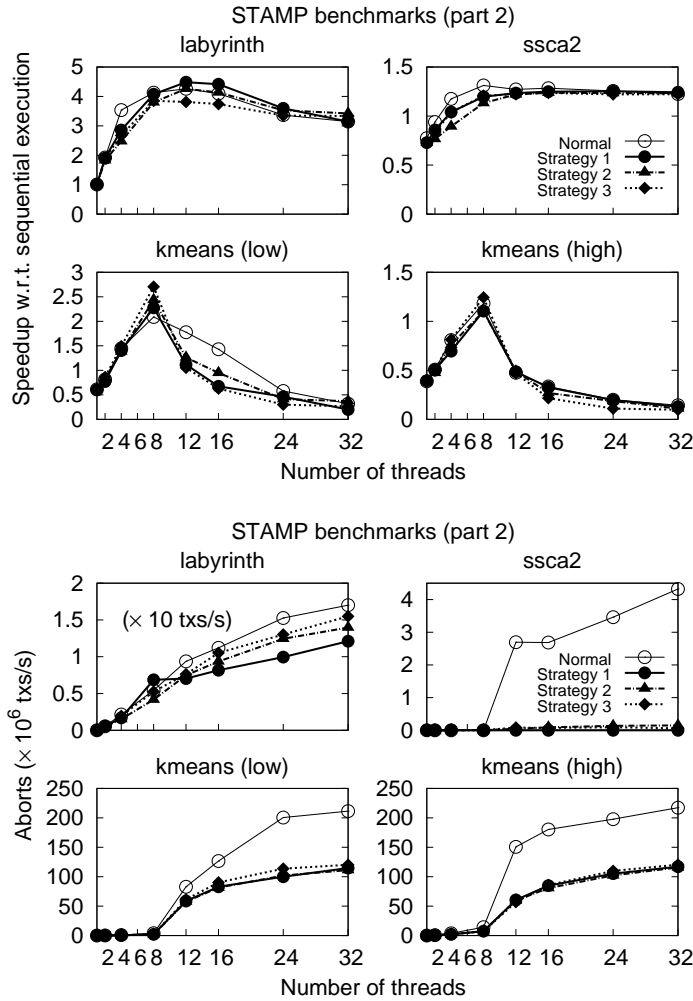 STAMP benchmarks (part 2)
labyrinth
ssca2
Speedup w.r.t. sequential execution
5
4
3
2
1
0
1.5
1
0.5
0
Normal
Strategy 1
Strategy 2
Strategy 3
kmeans (low)
kmeans (high)
3
2.5
2
1.5
1
0.5
0
1.5
1
0.5
0
2 4 6 8 12 16 24 32
2 4 6 8 12 16 24 32
Number of threads
STAMP benchmarks (part 2)
labyrinth
ssca2
Aborts (× 10^6 txs/s)
2
1.5
1
0.5
0
(× 10 txs/s)
4
3
2
1
0
Normal
Strategy 1
Strategy 2
Strategy 3
kmeans (low)
kmeans (high)
250
200
150
100
50
0
250
200
150
100
50
0
2 4 6 8 12 16 24 32
2 4 6 8 12 16 24 32
Number of threads